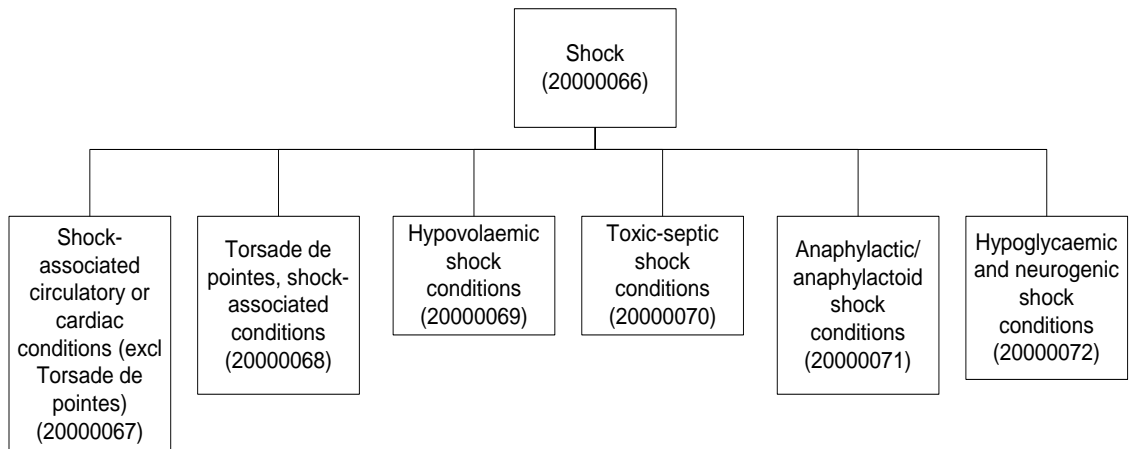 Shock
(20000066)
Shock-
associated
circulatory or
cardiac
conditions (excl
Torsade de
pointes)
(20000067)
Torsade de
pointes, shock-
associated
conditions
(20000068)
Hypovolaemic
shock
conditions
(20000069)
Toxic-septic
shock
conditions
(20000070)
Anaphylactic/
anaphylactoid
shock
conditions
(20000071)
Hypoglycaemic
and neurogenic
shock
conditions
(20000072)